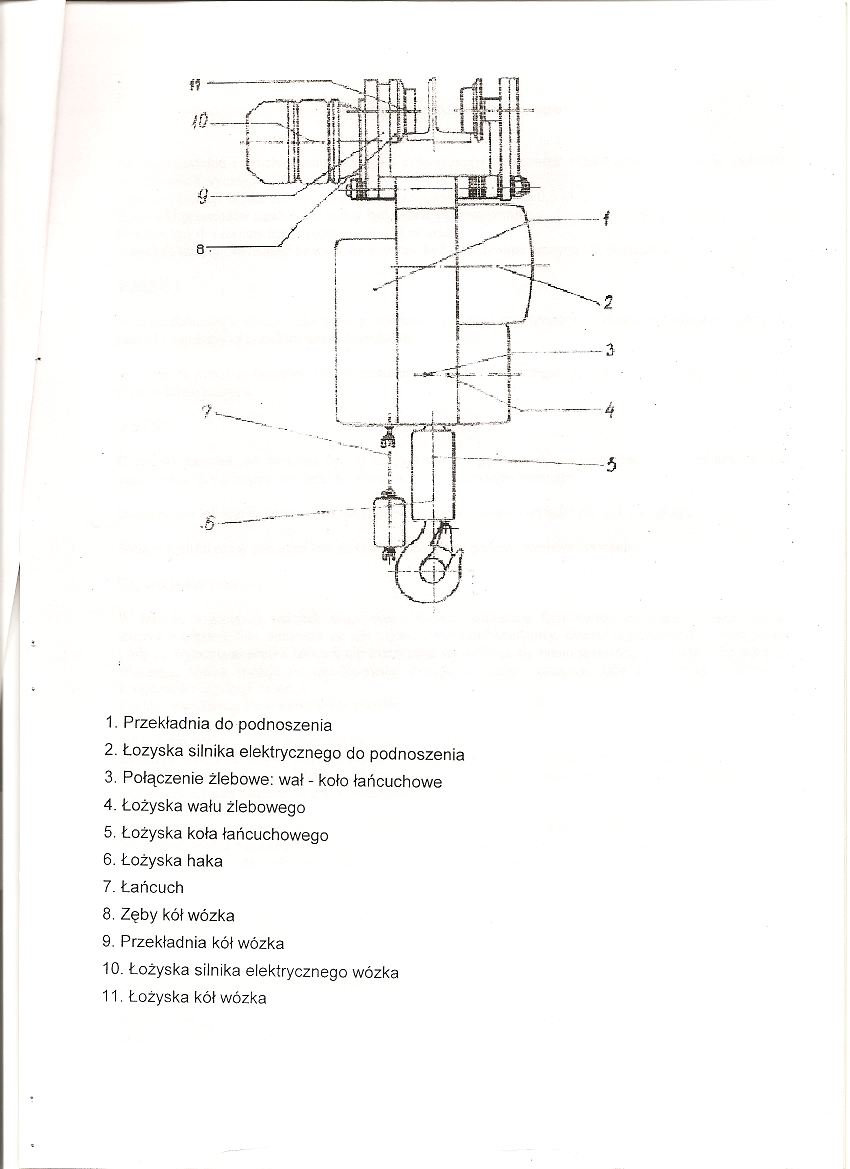 11
10
9
8
1
2
3
4
7
5
6
1. Przekładnia do podnoszenia
2. Łozyska silnika elektrycznego do podnoszenia
3. Połączenie żlebowe: wał - koło łańcuchowe
4. Łożyska wału żlebowego
5. Łożyska koła łańcuchowego
6. Łożyska haka
7. Łańcuch
8. Zęby kół wózka
9. Przekładnia kół wózka
10. Łożyska silnika elektrycznego wózka
11. Łożyska kół wózka